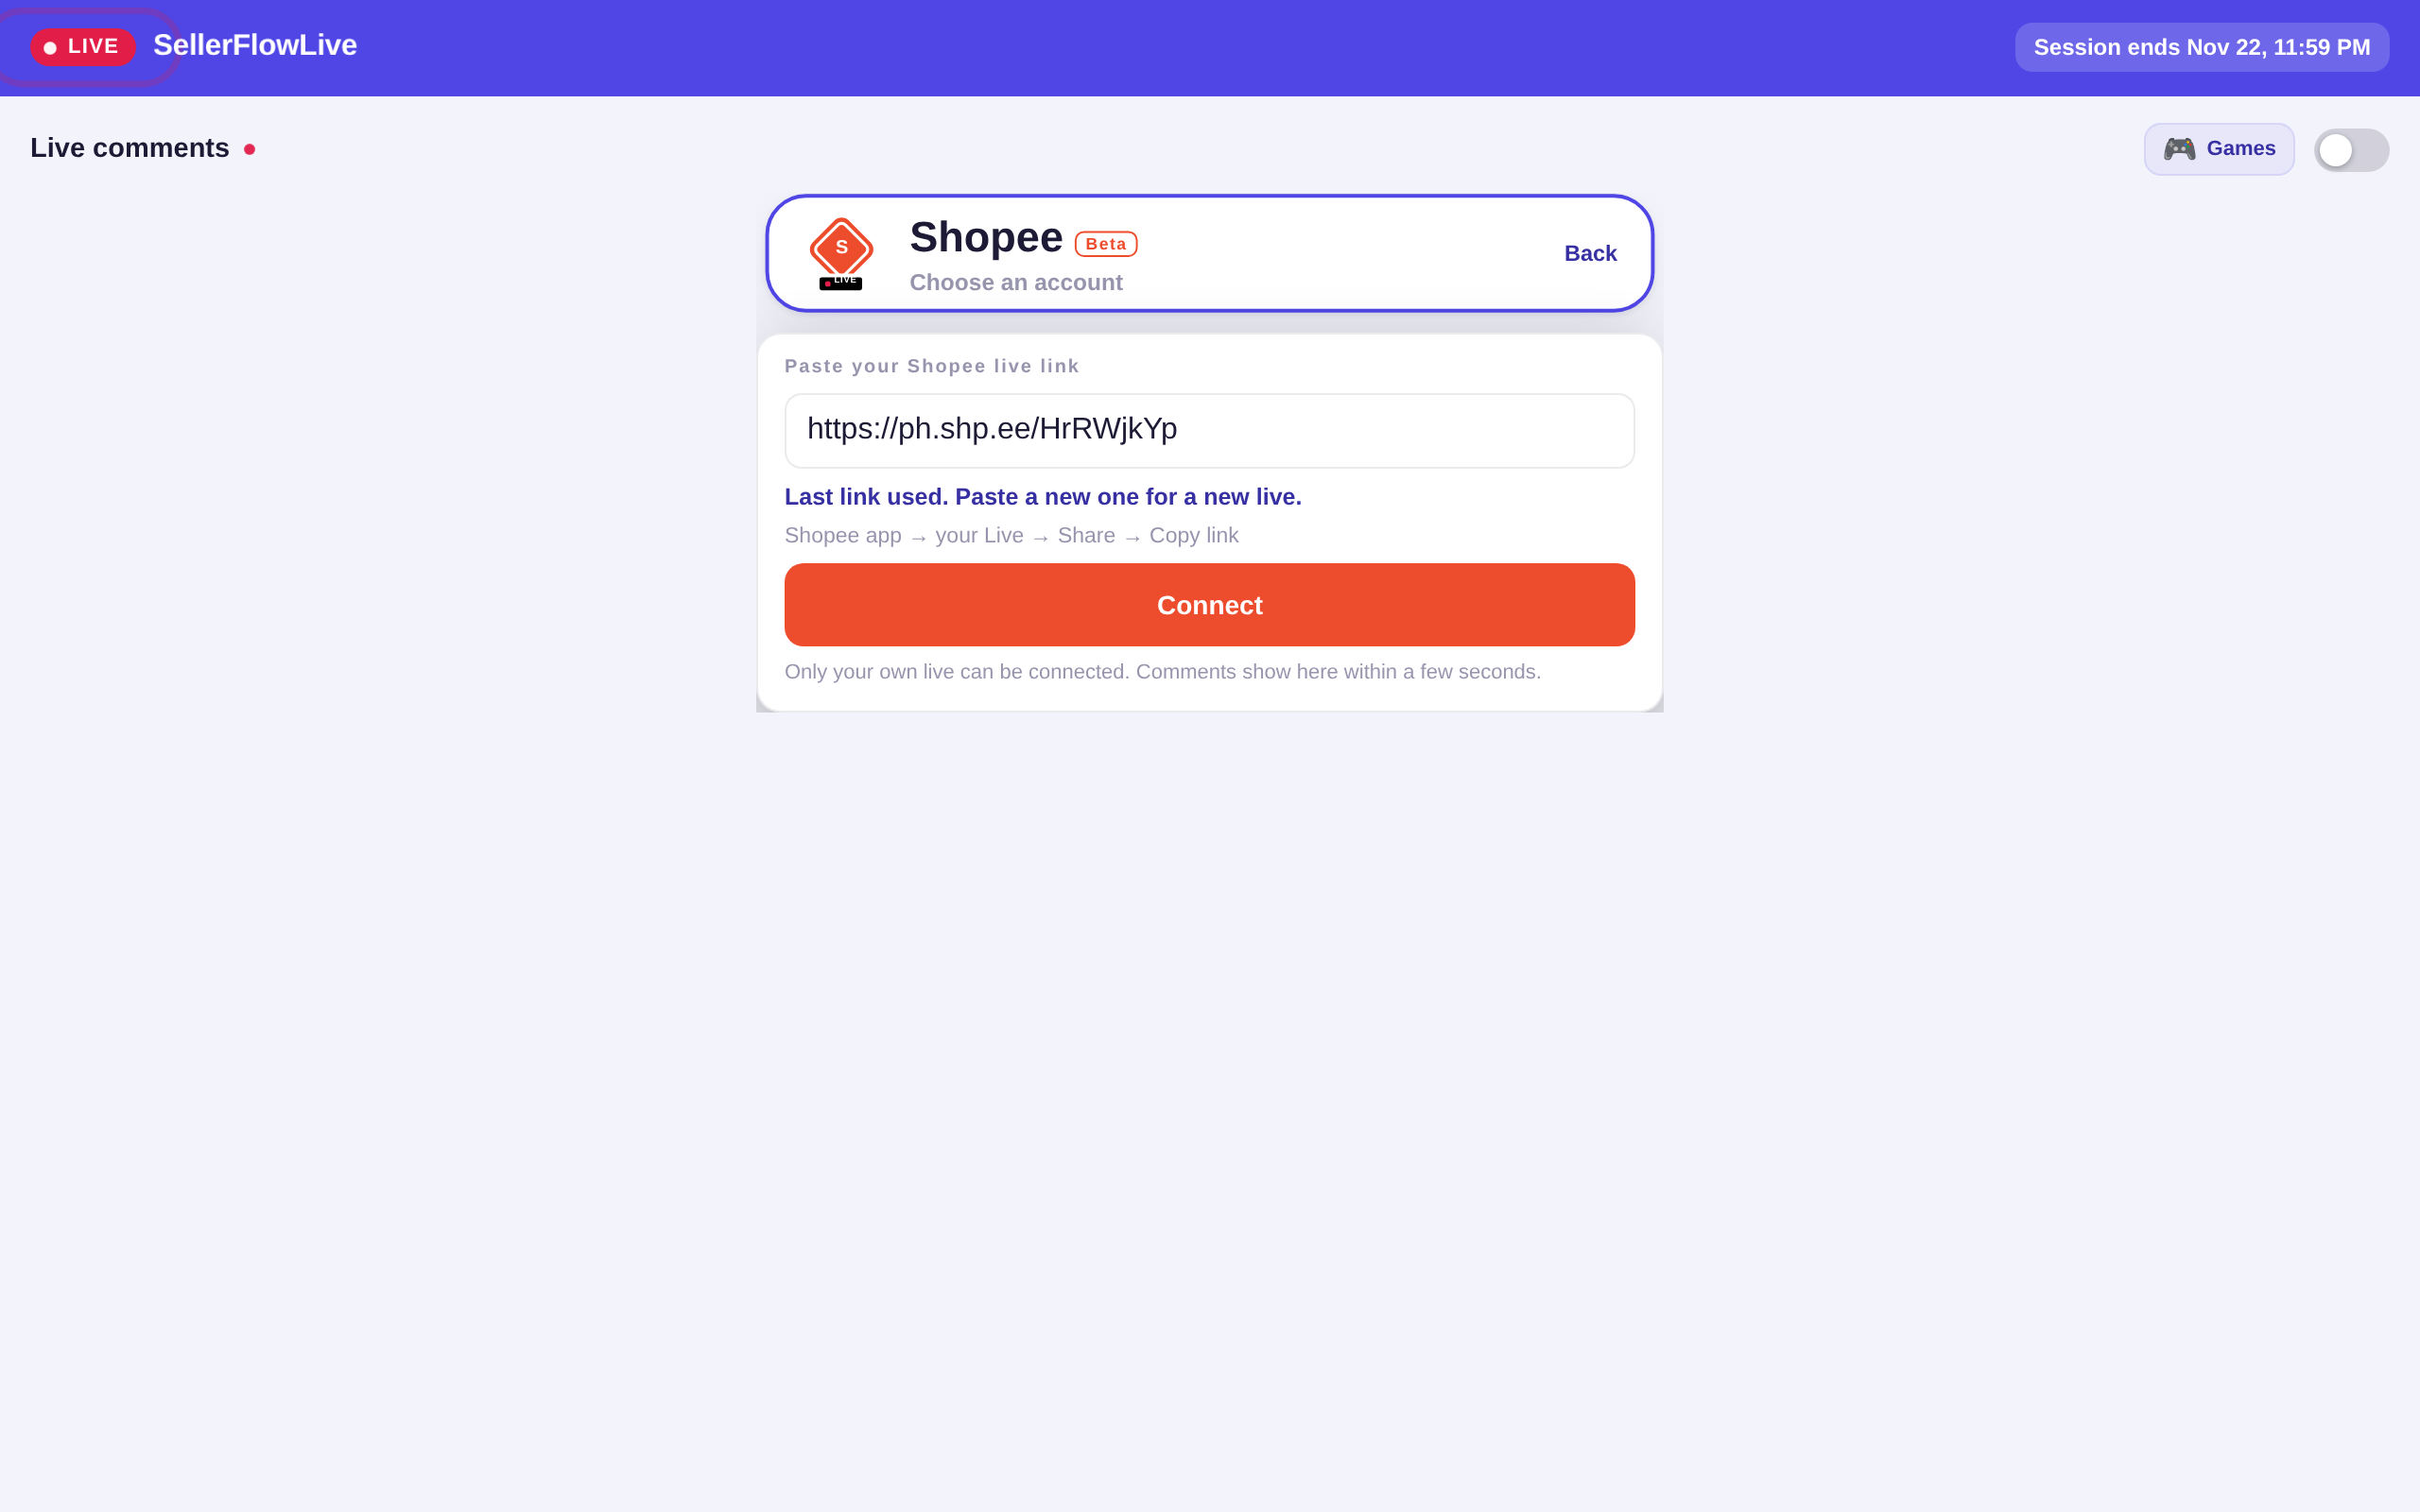 LIVE SellerFlowLive
Session ends Nov 22, 11:59 PM
Live comments
🎮 Games
S
LIVE
Shopee Beta
Choose an account
Back
Paste your Shopee live link
https://ph.shp.ee/HrRWjkYp
Last link used. Paste a new one for a new live.
Shopee app → your Live → Share → Copy link
Connect
Only your own live can be connected. Comments show here within a few seconds.